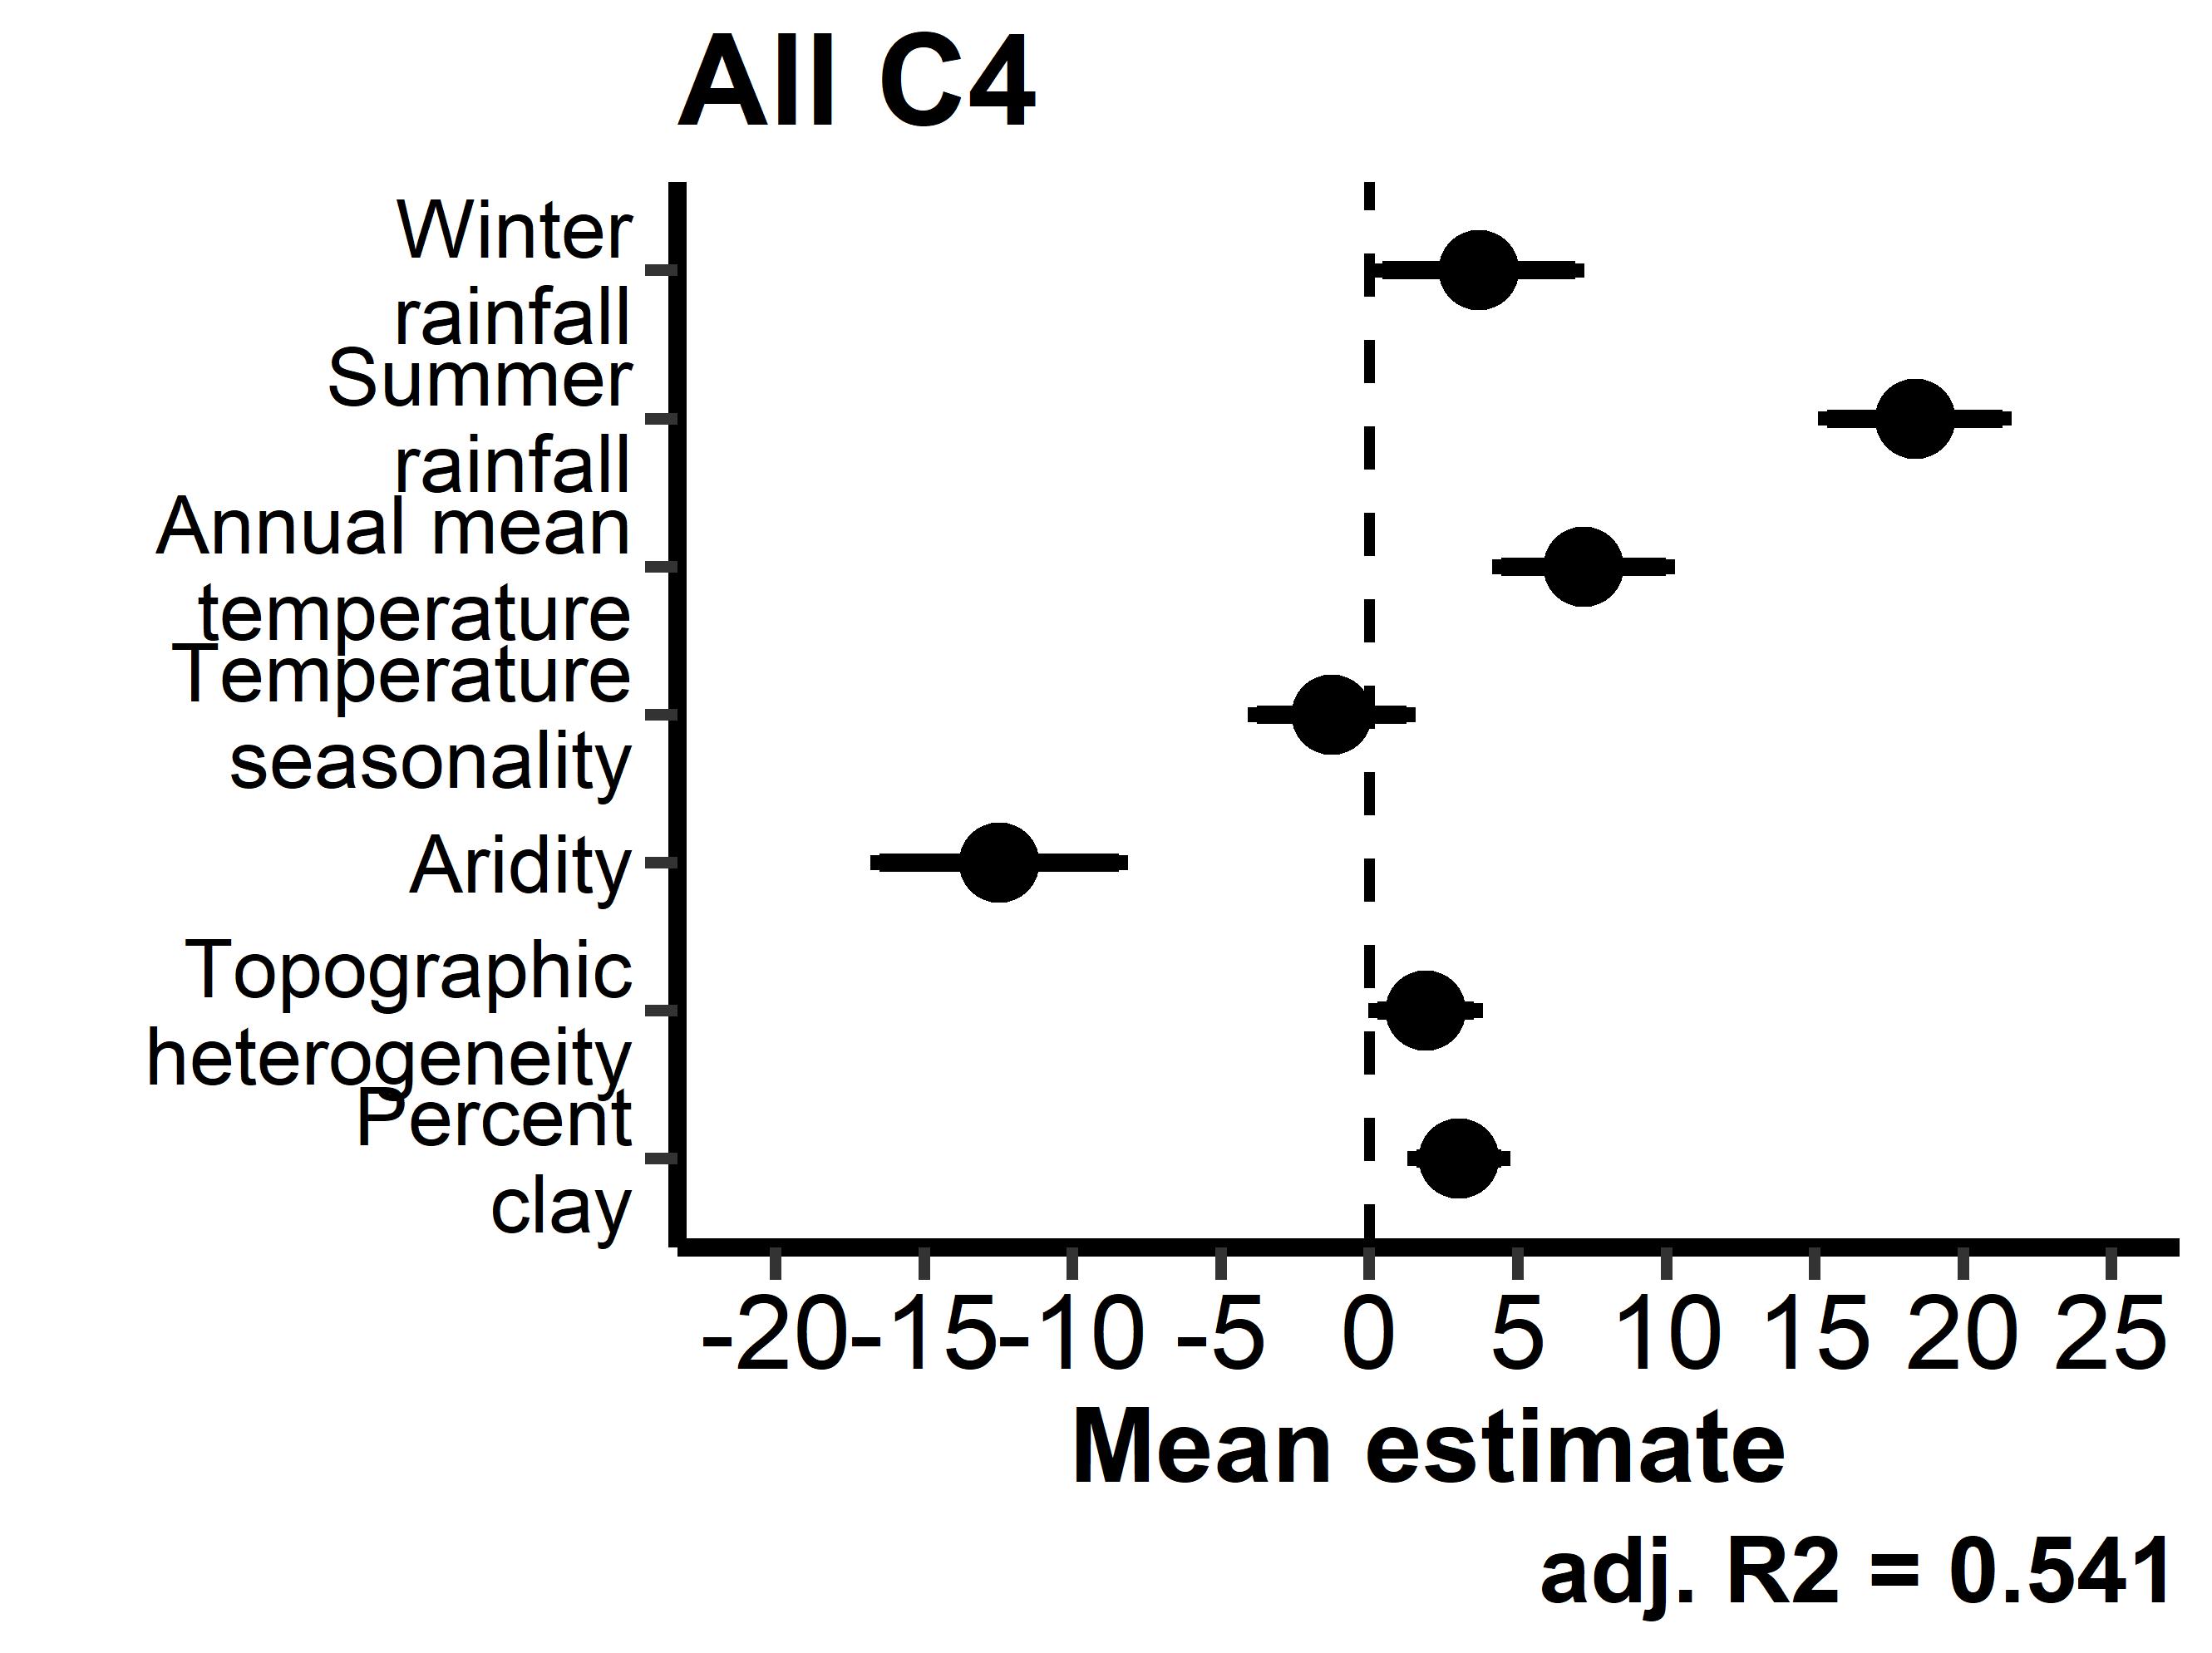 All C4
Winter
rainfall
Summer
rainfall
Annual mean
temperature
Temperature
seasonality
Aridity
Topographic
heterogeneity
Percent
clay
-20 -15 -10 -5 0 5 10 15 20 25
Mean estimate
adj. R2 = 0.541